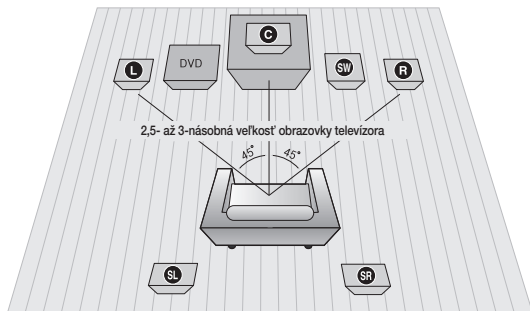 C
L
DVD
SW
R
2,5- až 3-násobná veľkosť obrazovky televízora
45°
45°
SL
SR